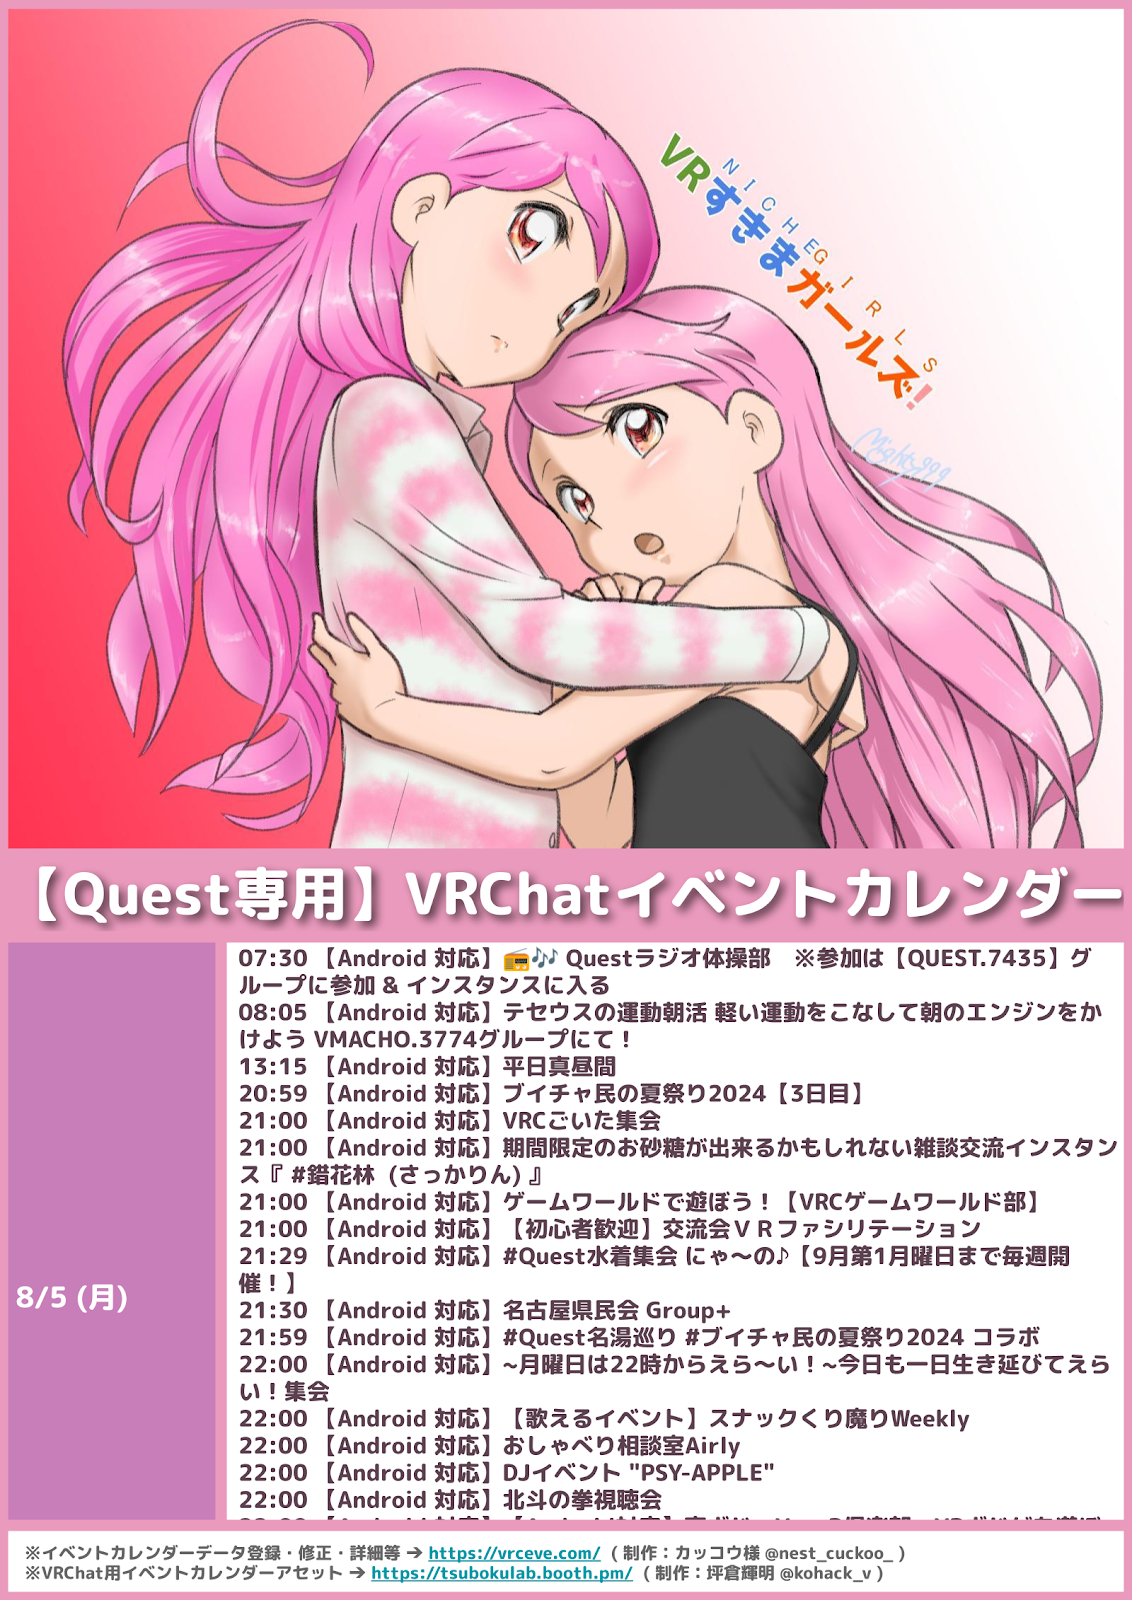 NICHE GIRLS
VRすきまガールズ!
Mighty999
【Quest専用】VRChatイベントカレンダー
8/5 (月)
07:30 【Android 対応】📻🎶 Questラジオ体操部　※参加は【QUEST.7435】グ
ループに参加 & インスタンスに入る
08:05 【Android 対応】テセウスの運動朝活 軽い運動をこなして朝のエンジンをか
けよう VMACHO.3774グループにて！
13:15 【Android 対応】平日真昼間
20:59 【Android 対応】ブイチャ民の夏祭り2024【3日目】
21:00 【Android 対応】VRCごいた集会
21:00 【Android 対応】期間限定のお砂糖が出来るかもしれない雑談交流インスタン
ス『 #錯花林 (さっかりん) 』
21:00 【Android 対応】ゲームワールドで遊ぼう！【VRCゲームワールド部】
21:00 【Android 対応】【初心者歓迎】交流会ＶＲファシリテーション
21:29 【Android 対応】#Quest水着集会 にゃ～の♪【9月第1月曜日まで毎週開
催！】
21:30 【Android 対応】名古屋県民会 Group+
21:59 【Android 対応】#Quest名湯巡り #ブイチャ民の夏祭り2024 コラボ
22:00 【Android 対応】~月曜日は22時からえら～い！~今日も一日生き延びてえら
い！集会
22:00 【Android 対応】【歌えるイベント】スナックくり魔りWeekly
22:00 【Android 対応】おしゃべり相談室Airly
22:00 【Android 対応】DJイベント "PSY-APPLE"
22:00 【Android 対応】北斗の拳視聴会
※イベントカレンダーデータ登録・修正・詳細等 → https://vrceve.com/ ( 制作：カッコウ様 @nest_cuckoo_ )
※VRChat用イベントカレンダーアセット → https://tsubokulab.booth.pm/ ( 制作：坪倉輝明 @kohack_v )